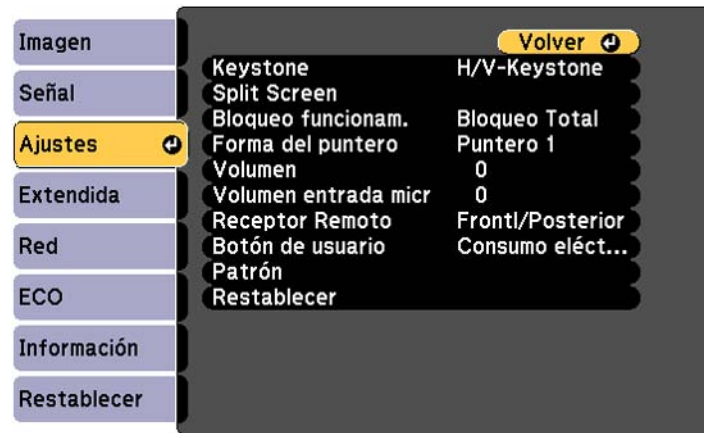 Imagen
Señal
Ajustes
Extendida
Red
ECO
Información
Restablecer
Volver
Keystone H/V-Keystone
Split Screen
Bloqueo funcionam. Bloqueo Total
Forma del puntero Puntero 1
Volumen 0
Volumen entrada micr 0
Receptor Remoto Frontl/Posterior
Botón de usuario Consumo eléct...
Patrón
Restablecer